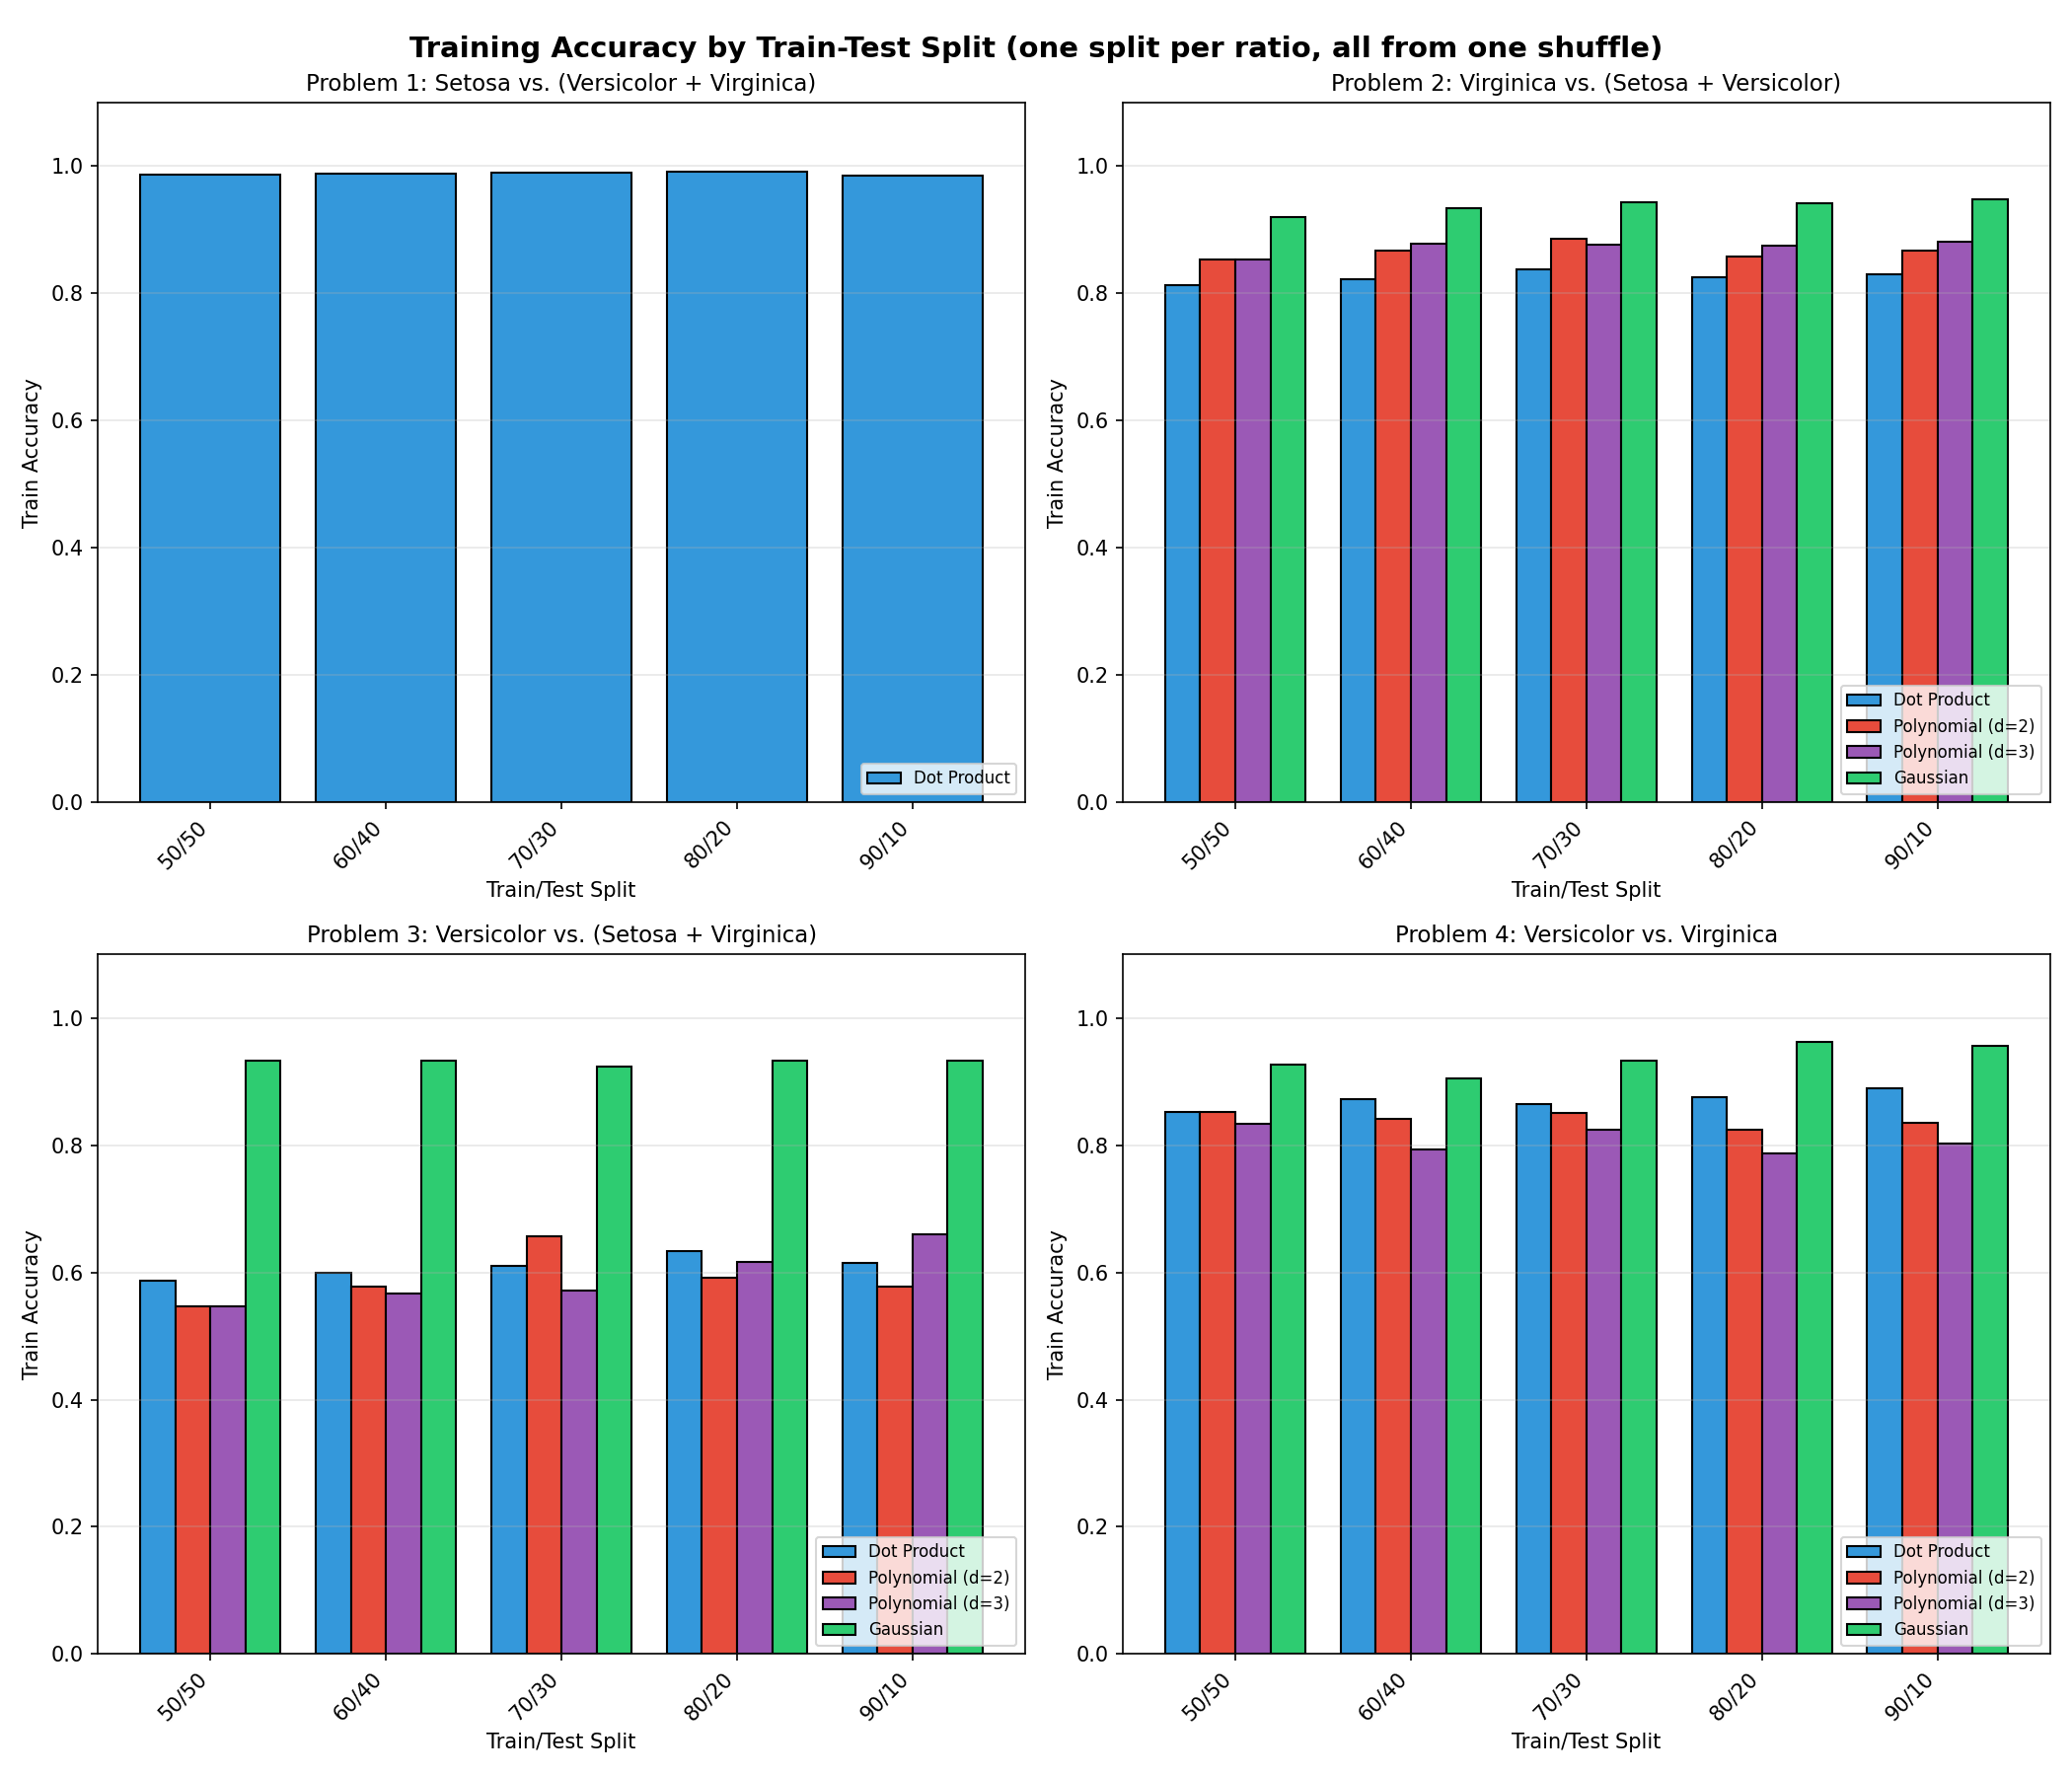 Training Accuracy by Train-Test Split (one split per ratio, all from one shuffle)
Problem 1: Setosa vs. (Versicolor + Virginica)
Train Accuracy
1.0
0.8
0.6
0.4
0.2
0.0
Dot Product
50/50
60/40
70/30
80/20
90/10
Train/Test Split
Problem 2: Virginica vs. (Setosa + Versicolor)
Train Accuracy
1.0
0.8
0.6
0.4
0.2
0.0
Dot Product
Polynomial (d=2)
Polynomial (d=3)
Gaussian
50/50
60/40
70/30
80/20
90/10
Train/Test Split
Problem 3: Versicolor vs. (Setosa + Virginica)
Train Accuracy
1.0
0.8
0.6
0.4
0.2
0.0
Dot Product
Polynomial (d=2)
Polynomial (d=3)
Gaussian
50/50
60/40
70/30
80/20
90/10
Train/Test Split
Problem 4: Versicolor vs. Virginica
Train Accuracy
1.0
0.8
0.6
0.4
0.2
0.0
Dot Product
Polynomial (d=2)
Polynomial (d=3)
Gaussian
50/50
60/40
70/30
80/20
90/10
Train/Test Split